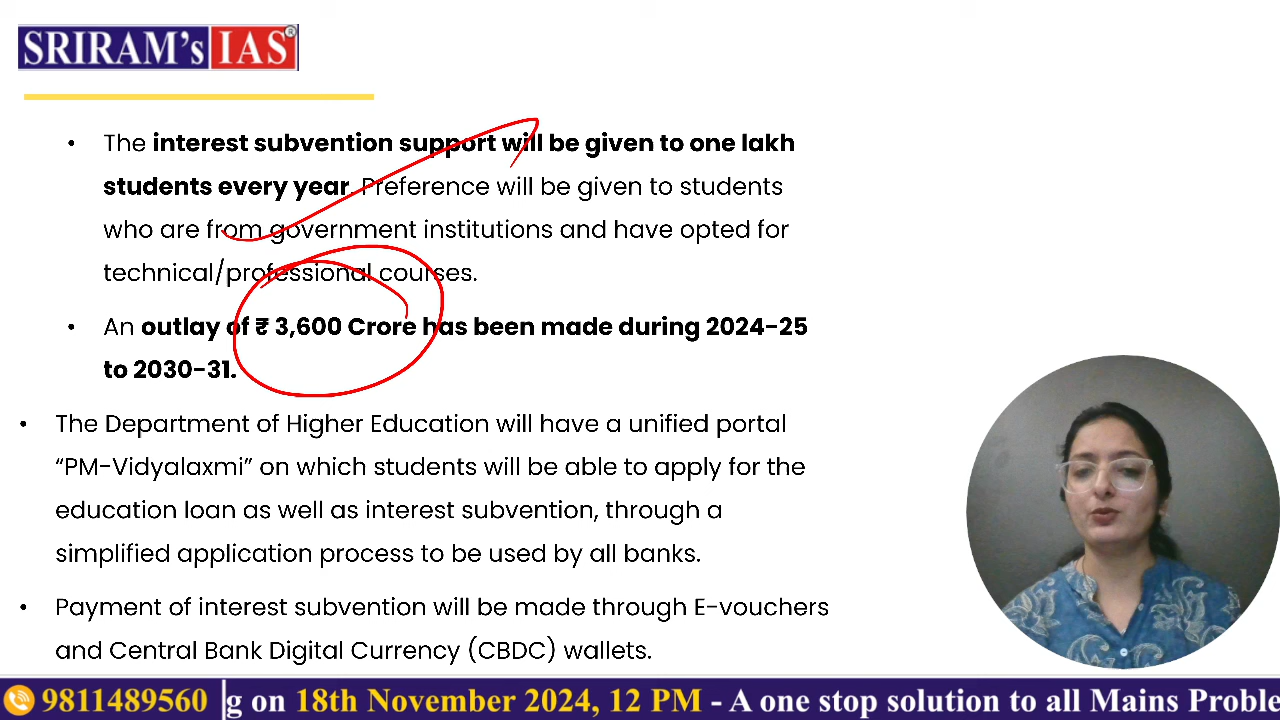 SRIRAM's IAS®
• The interest subvention support will be given to one lakh
students every year. Preference will be given to students
who are from government institutions and have opted for
technical/professional courses.
• An outlay of ₹ 3,600 Crore has been made during 2024-25
to 2030-31.
• The Department of Higher Education will have a unified portal
“PM-Vidyalaxmi” on which students will be able to apply for the
education loan as well as interest subvention, through a
simplified application process to be used by all banks.
• Payment of interest subvention will be made through E-vouchers
and Central Bank Digital Currency (CBDC) wallets.
9811489560 g on 18th November 2024, 12 PM - A one stop solution to all Mains Proble